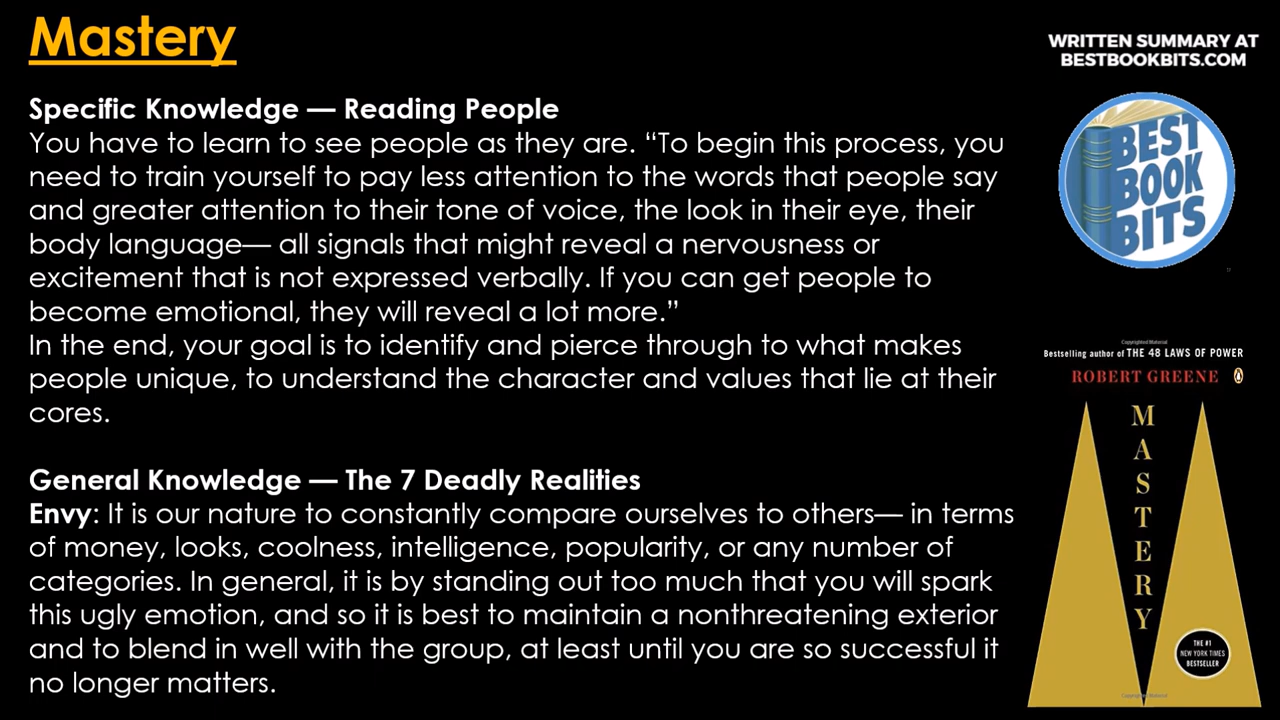 Mastery
WRITTEN SUMMARY AT
BESTBOOKBITS.COM
Specific Knowledge — Reading People
You have to learn to see people as they are. “To begin this process, you
need to train yourself to pay less attention to the words that people say
and greater attention to their tone of voice, the look in their eye, their
body language— all signals that might reveal a nervousness or
excitement that is not expressed verbally. If you can get people to
become emotional, they will reveal a lot more.”
In the end, your goal is to identify and pierce through to what makes
people unique, to understand the character and values that lie at their
cores.
General Knowledge — The 7 Deadly Realities
Envy: It is our nature to constantly compare ourselves to others— in terms
of money, looks, coolness, intelligence, popularity, or any number of
categories. In general, it is by standing out too much that you will spark
this ugly emotion, and so it is best to maintain a nonthreatening exterior
and to blend in well with the group, at least until you are so successful it
no longer matters.
BEST
BOOK
BITS
Copyrighted Material
Bestselling author of THE 48 LAWS OF POWER
ROBERT GREENE
MASTERY
THE #1
NEW YORK TIMES
BESTSELLER
Copyrighted Material